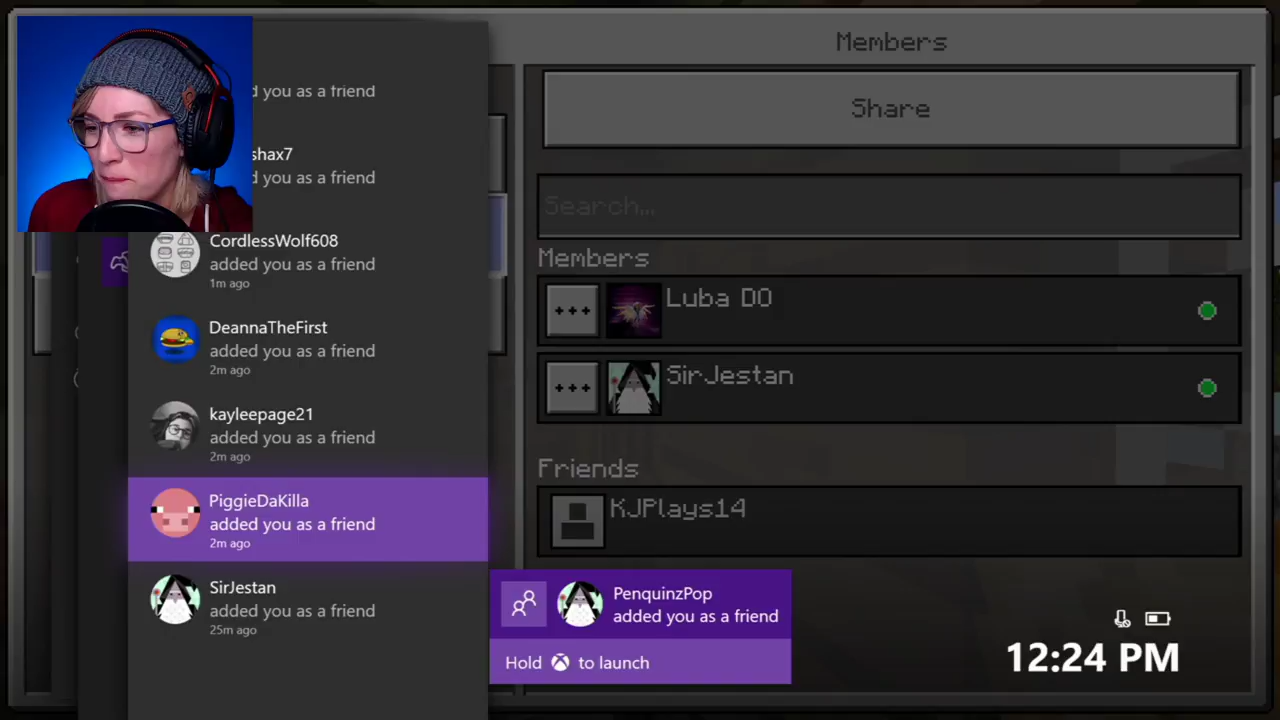 d you as a friend
shax7
d you as a friend
CordlessWolf608
added you as a friend
1m ago
DeannaTheFirst
added you as a friend
2m ago
kayleepage21
added you as a friend
2m ago
PiggieDaKilla
added you as a friend
2m ago
SirJestan
added you as a friend
25m ago
Members
Share
Search...
Members
Luba DO
SirJestan
Friends
KJPlays14
PenquinzPop
added you as a friend
Hold to launch
12:24 PM